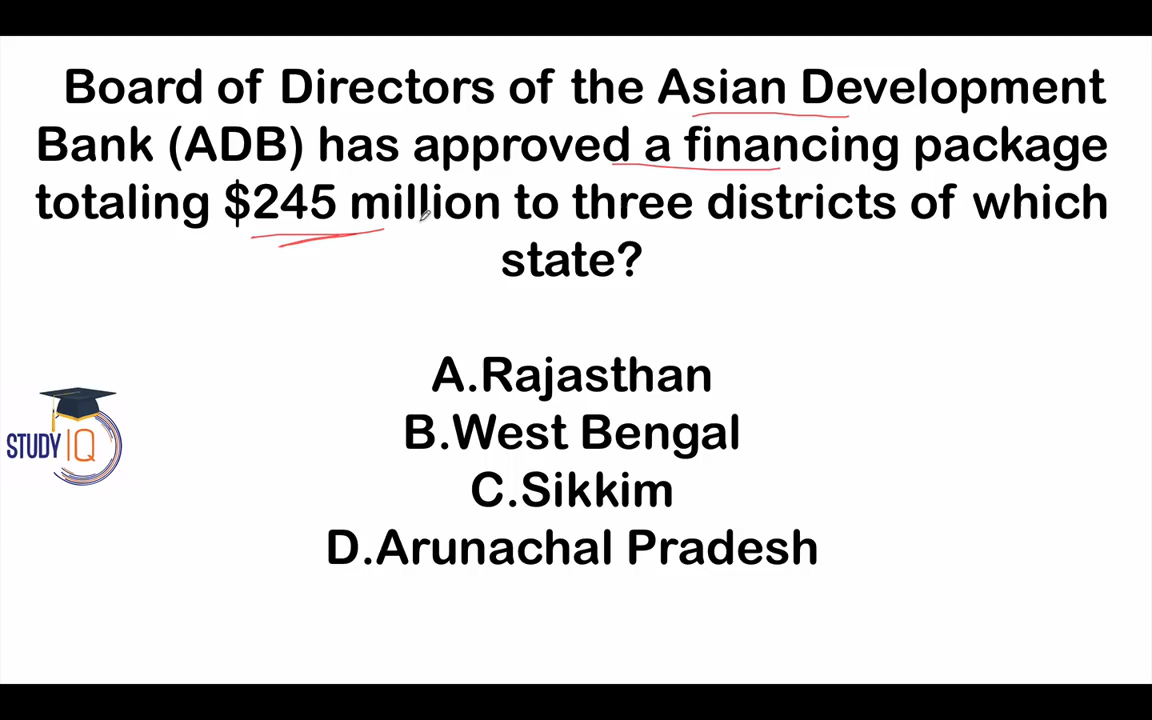 Board of Directors of the Asian Development
Bank (ADB) has approved a financing package
totaling $245 million to three districts of which
state?
A.Rajasthan
B.West Bengal
C.Sikkim
D.Arunachal Pradesh
STUDY IQ